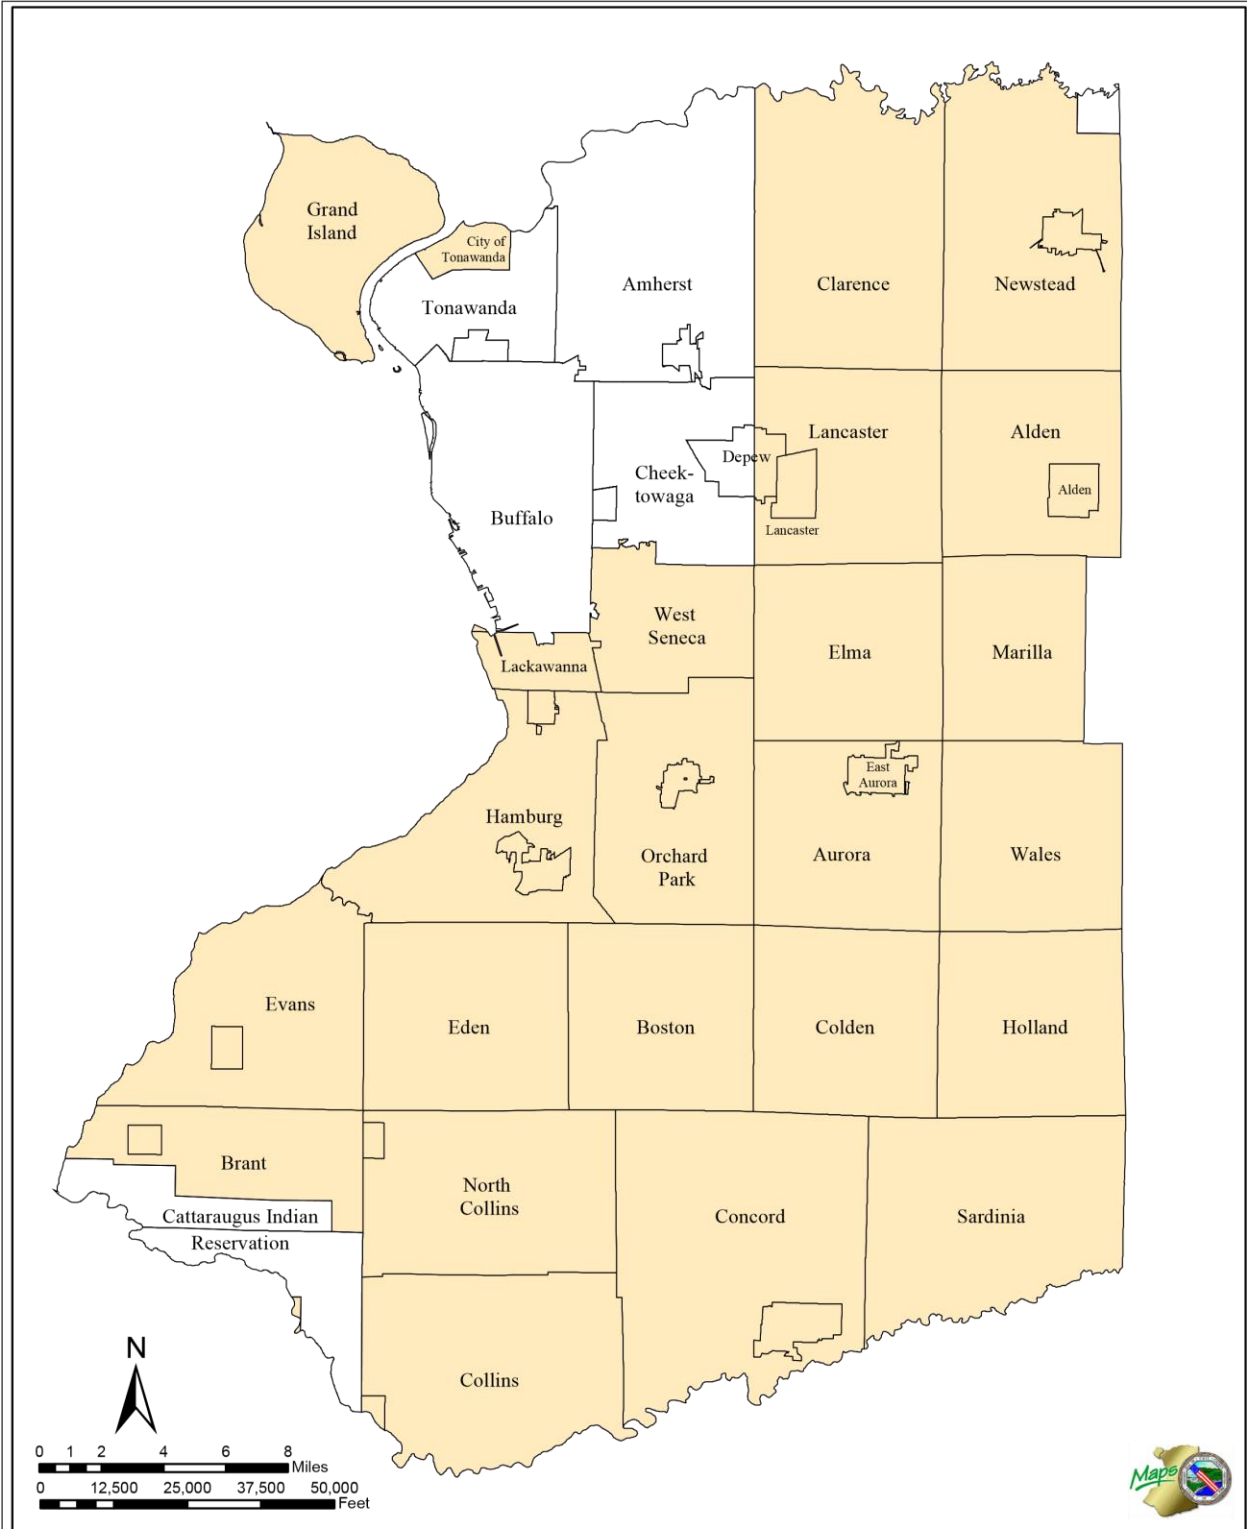 Grand
Island
City of
Tonawanda
Tonawanda
Amherst
Clarence
Newstead
Buffalo
Cheek-
towaga
Depew
Lancaster
Lancaster
Alden
Alden
West
Seneca
Lackawanna
Elma
Marilla
Hamburg
Orchard
Park
East
Aurora
Aurora
Wales
Evans
Eden
Boston
Colden
Holland
Brant
North
Collins
Concord
Sardinia
Cattaraugus Indian
Reservation
Collins
N
0 1 2 4 6 8
Miles
0 12,500 25,000 37,500 50,000
Feet
Maps